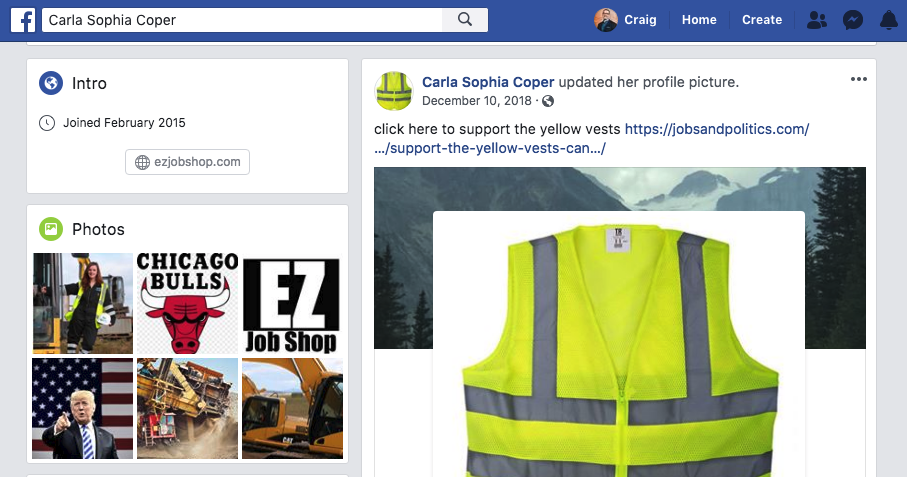 Carla Sophia Coper
Craig
Home
Create
Intro
Joined February 2015
ezjobshop.com
Photos
CHICAGO
BULLS
EZ
Job Shop
CAT
Carla Sophia Coper updated her profile picture.
December 10, 2018 ·
click here to support the yellow vests https://jobsandpolitics.com/
…/support-the-yellow-vests-can…/